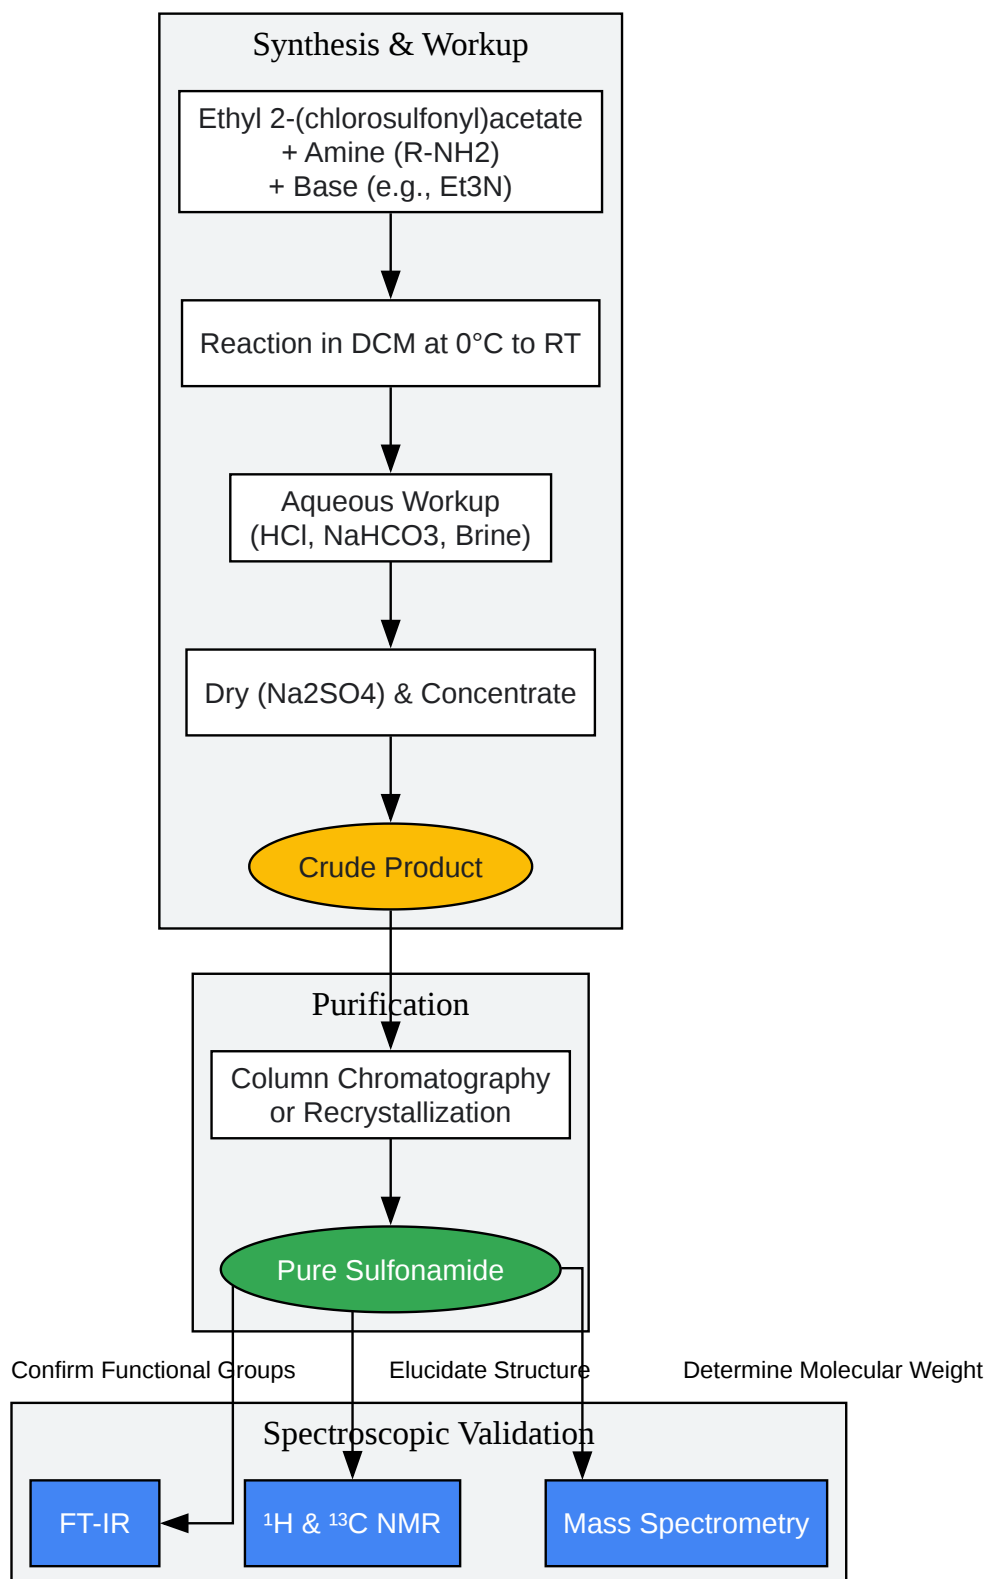 Synthesis & Workup
Ethyl 2-(chlorosulfonyl)acetate
+ Amine (R-NH2)
+ Base (e.g., Et3N)
Reaction in DCM at 0°C to RT
Aqueous Workup
(HCl, NaHCO3, Brine)
Dry (Na2SO4) & Concentrate
Crude Product
Purification
Column Chromatography
or Recrystallization
Pure Sulfonamide
Confirm Functional Groups
Elucidate Structure
Determine Molecular Weight
Spectroscopic Validation
FT-IR
¹H & ¹³C NMR
Mass Spectrometry